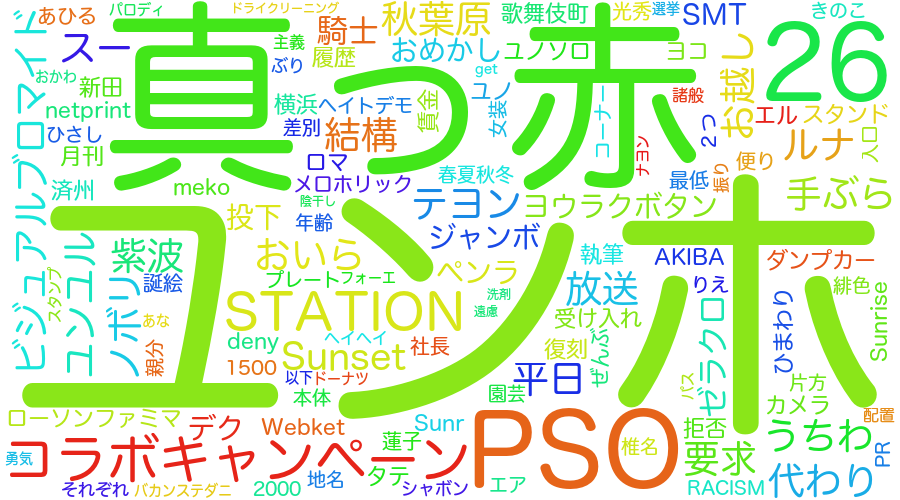 パロディ
ドライクリーニング
あひる
真っ赤
秋葉原
歌舞伎町
光秀
選挙
SMT
きのこ
スー
騎士
主義
履歴
おめかし
ユノソロ
ヨコ
26
おかわ
新田
ぶり
get
ユノ
女装
コーナー
諸般
お越し
netprint
横浜
ヘイトデモ
賃金
エル
スタンド
ひさし
差別
結構
ナヨン
2つ
ルナ
入口
ビジュアルブロマイド
月刊
ロマ
春夏秋冬
最低
振り
便り
済州
meko
メロホリック
陰干し
テヨン
ヨウラクボタン
手ぶら
ユンホ
投下
年齢
ジャンボ
紫波
おいら
ペンラ
執筆
AKIBA
ダンプカー
ユンユル
ノボリ
誕絵
プレート
フォーエ
放送
りえ
緋色
スタンプ
STATION
洗剤
遠慮
受け入れ
ひまわり
Sunrise
あな
deny
ヘイヘイ
社長
復刻
ぜんぶ
ゼラクロ
親分
1500
Sunset
以下
ドーナツ
平日
本体
園芸
バス
片方
カメラ
ローソンファミマ
デク
Webket
蓮子
Sunr
PSO
椎名
拒否
うちわ
配置
コラボキャンペーン
タテ
要求
PR
勇気
地名
エア
代わり
それぞれ
バカンステダニ
2000
シャボン
RACISM